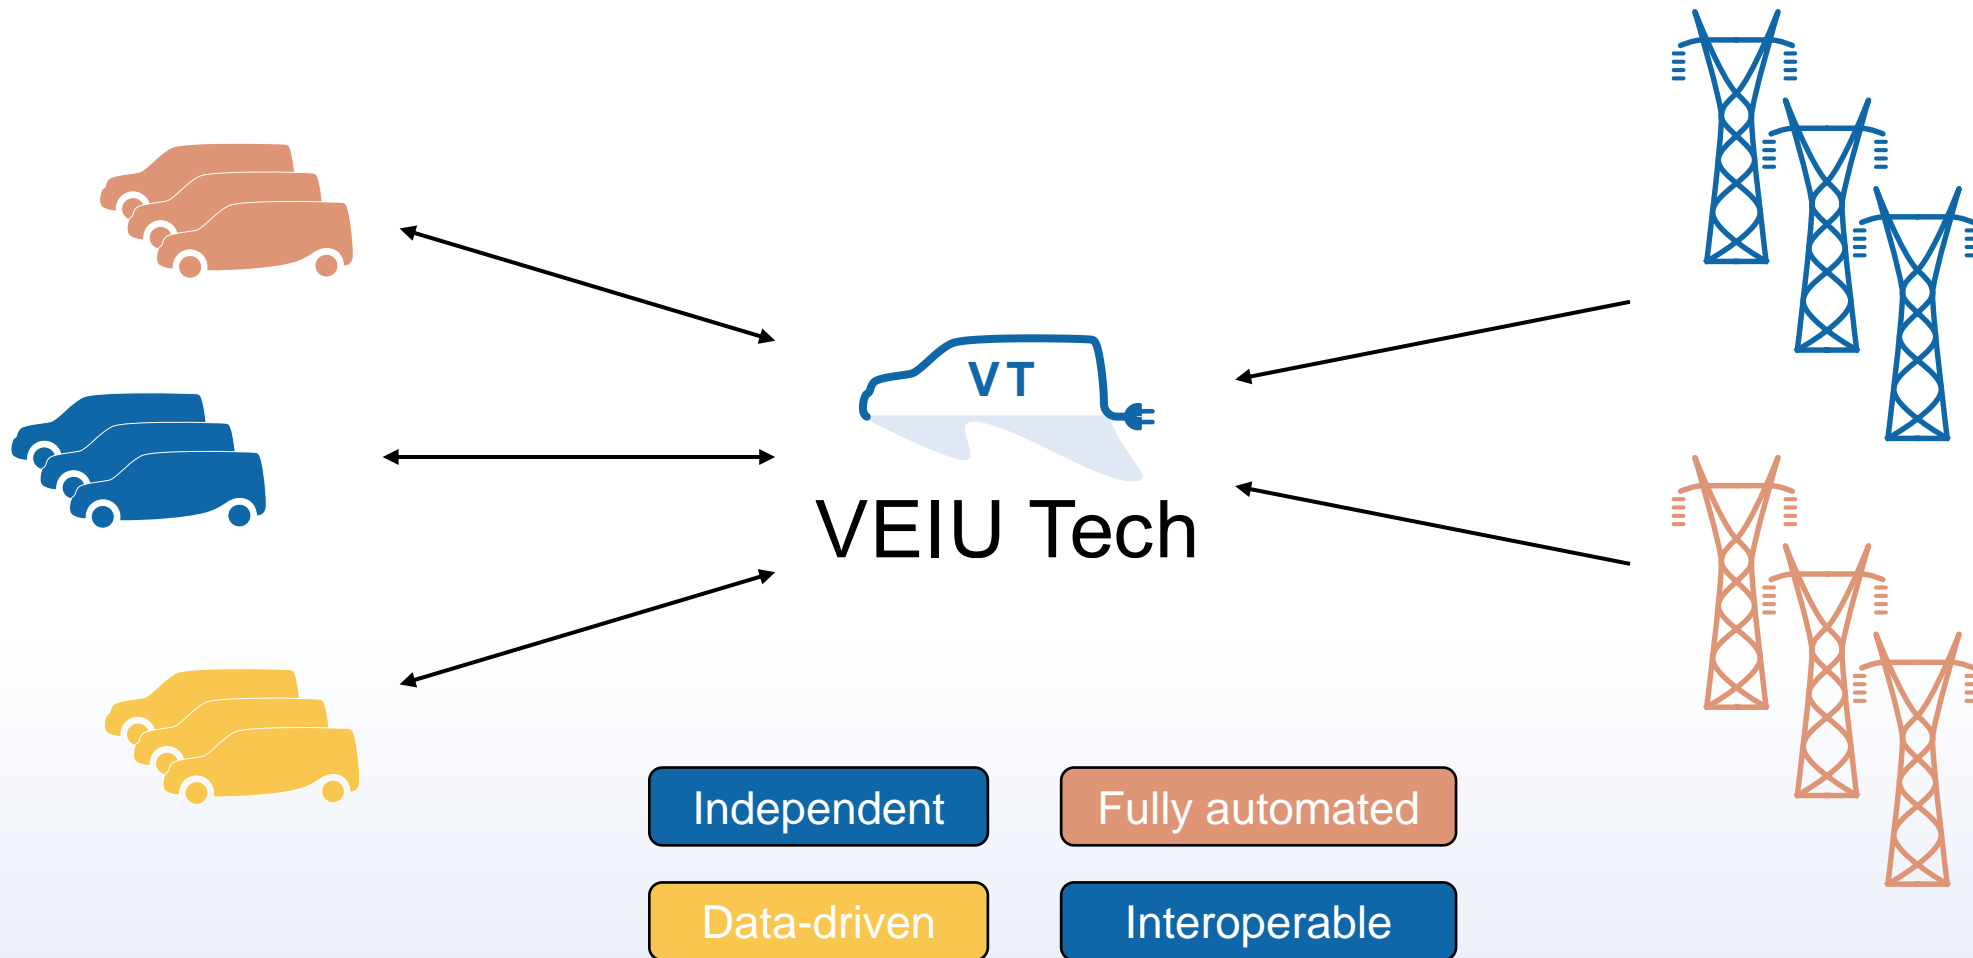 VT
VEIU Tech
Independent
Fully automated
Data-driven
Interoperable